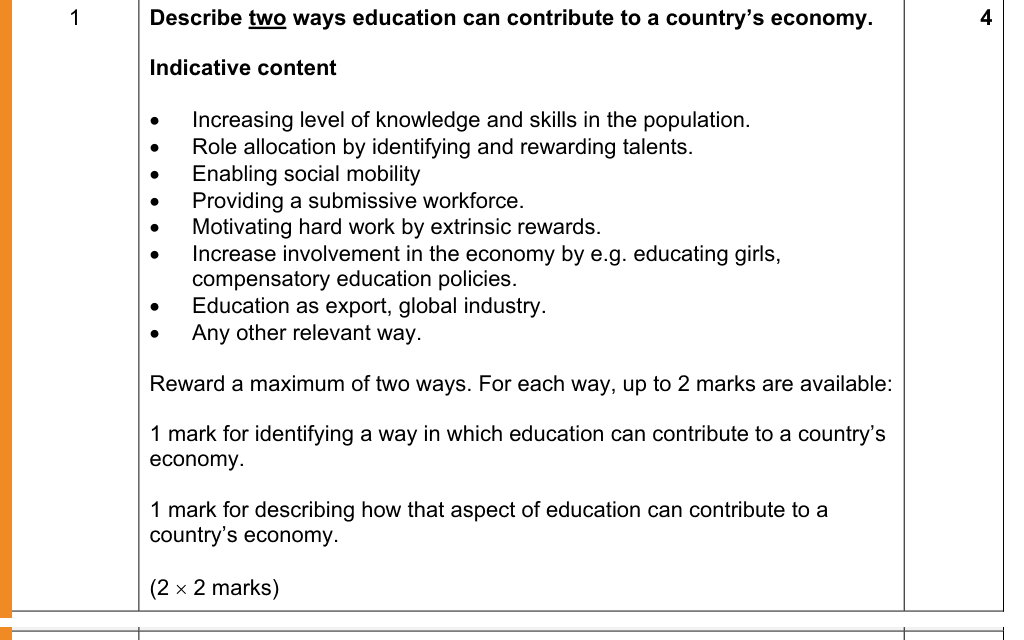 1 Describe two ways education can contribute to a country’s economy. 4
Indicative content
• Increasing level of knowledge and skills in the population.
• Role allocation by identifying and rewarding talents.
• Enabling social mobility
• Providing a submissive workforce.
• Motivating hard work by extrinsic rewards.
• Increase involvement in the economy by e.g. educating girls,
compensatory education policies.
• Education as export, global industry.
• Any other relevant way.
Reward a maximum of two ways. For each way, up to 2 marks are available:
1 mark for identifying a way in which education can contribute to a country’s
economy.
1 mark for describing how that aspect of education can contribute to a
country’s economy.
(2 × 2 marks)